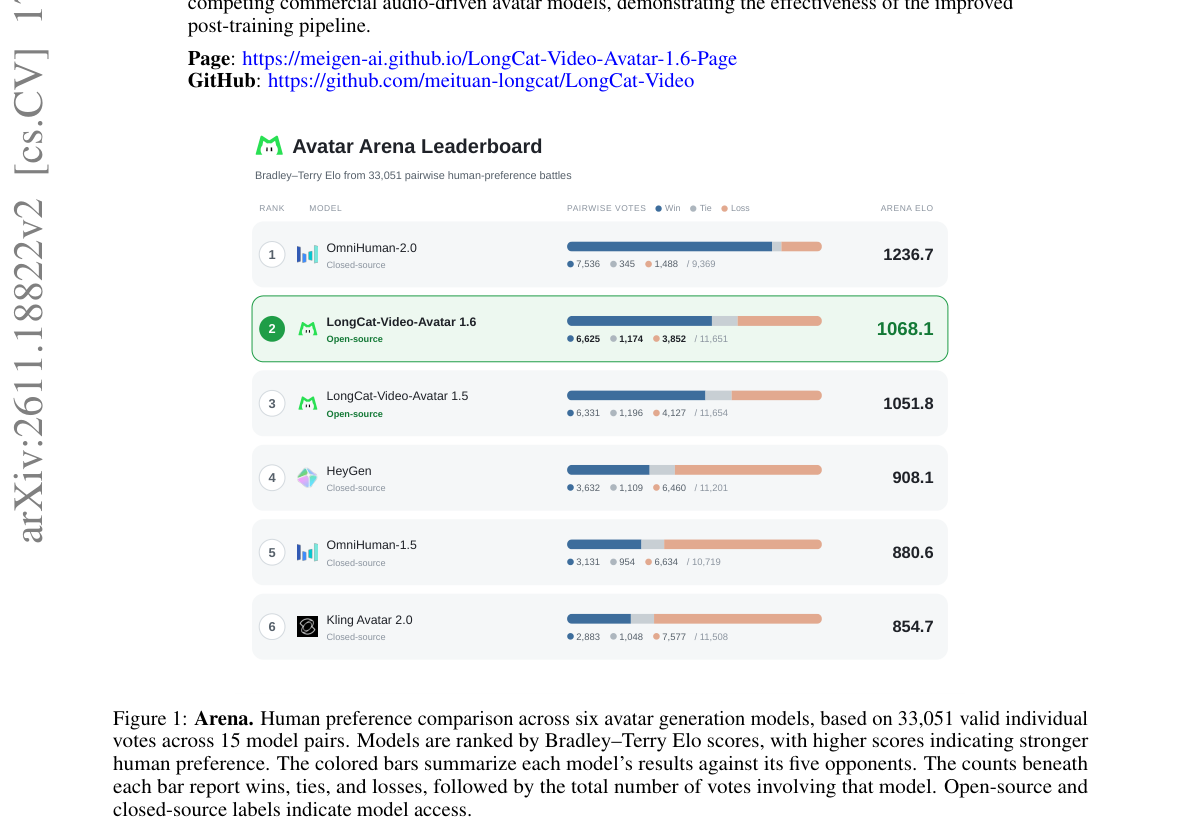 competing commercial audio-driven avatar models, demonstrating the effectiveness of the improved
post-training pipeline.
Page: https://meigen-ai.github.io/LongCat-Video-Avatar-1.6-Page
GitHub: https://github.com/meituan-longcat/LongCat-Video
arXiv:2611.18822v2 [cs.CV]
Avatar Arena Leaderboard
Bradley–Terry Elo from 33,051 pairwise human-preference battles
RANK MODEL PAIRWISE VOTES Win Tie Loss ARENA ELO
1 OmniHuman-2.0 1236.7
Closed-source 7,536 345 1,488 / 9,369
2 LongCat-Video-Avatar 1.6 1068.1
Open-source 6,625 1,174 3,852 / 11,651
3 LongCat-Video-Avatar 1.5 1051.8
Open-source 6,331 1,196 4,127 / 11,654
4 HeyGen 908.1
Closed-source 3,632 1,109 6,460 / 11,201
5 OmniHuman-1.5 880.6
Closed-source 3,131 954 6,634 / 10,719
6 Kling Avatar 2.0 854.7
Closed-source 2,883 1,048 7,577 / 11,508
Figure 1: Arena. Human preference comparison across six avatar generation models, based on 33,051 valid individual
votes across 15 model pairs. Models are ranked by Bradley–Terry Elo scores, with higher scores indicating stronger
human preference. The colored bars summarize each model's results against its five opponents. The counts beneath
each bar report wins, ties, and losses, followed by the total number of votes involving that model. Open-source and
closed-source labels indicate model access.